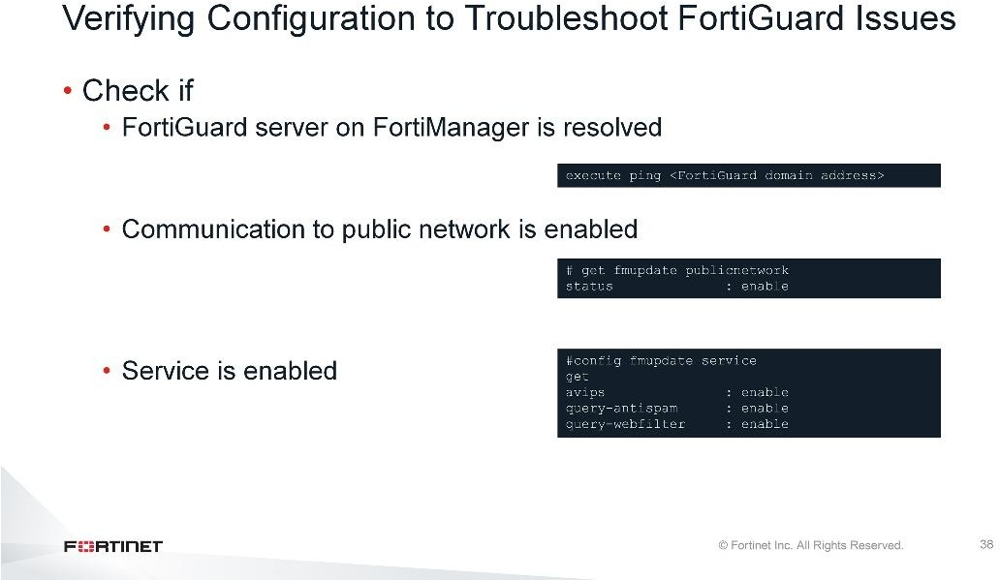 Verifying Configuration to Troubleshoot FortiGuard Issues
• Check if
• FortiGuard server on FortiManager is resolved
execute ping <FortiGuard domain address>
• Communication to public network is enabled
# get fmupdate publicnetwork
status : enable
• Service is enabled
#config fmupdate service
get
avips : enable
query-antispam : enable
query-webfilter : enable
FORTINET
© Fortinet Inc. All Rights Reserved.
38